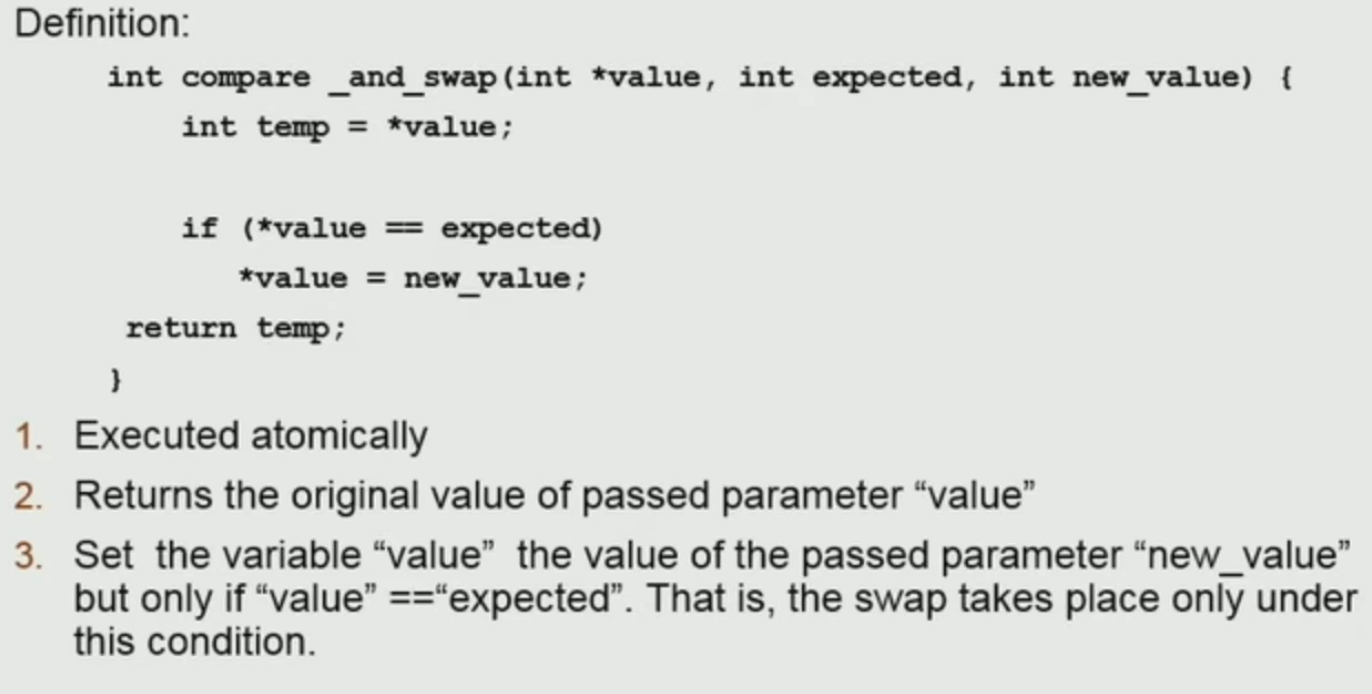 Definition:
int compare _and_swap(int *value, int expected, int new_value) {
int temp = *value;
if (*value == expected)
*value = new_value;
return temp;
}
1. Executed atomically
2. Returns the original value of passed parameter “value”
3. Set  the variable “value”  the value of the passed parameter “new_value”
but only if “value” ==“expected”. That is, the swap takes place only under
this condition.